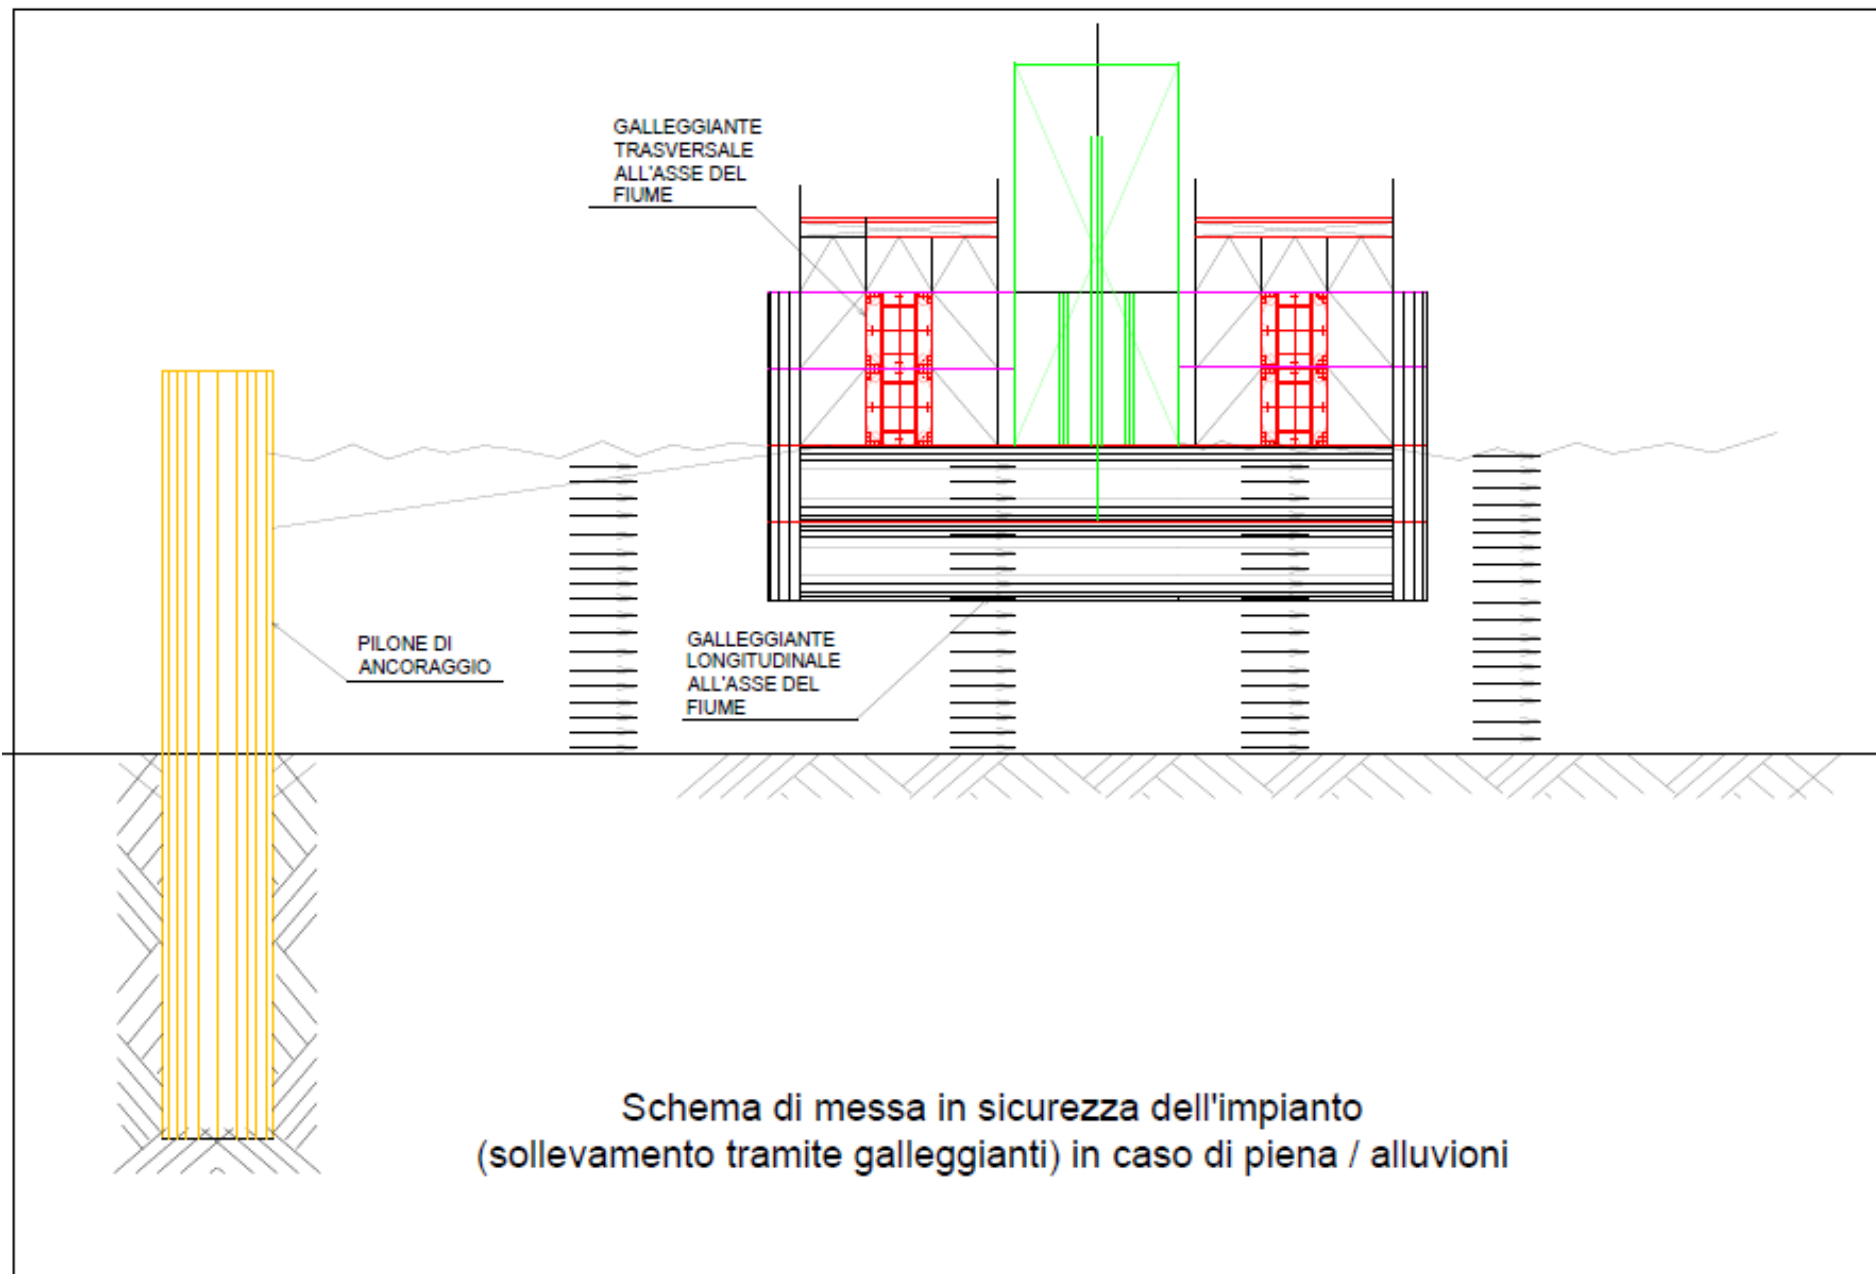 GALLEGGIANTE
TRASVERSALE
ALL'ASSE DEL
FIUME
PILONE DI
ANCORAGGIO
GALLEGGIANTE
LONGITUDINALE
ALL'ASSE DEL
FIUME
Schema di messa in sicurezza dell'impianto
(sollevamento tramite galleggianti) in caso di piena / alluvioni